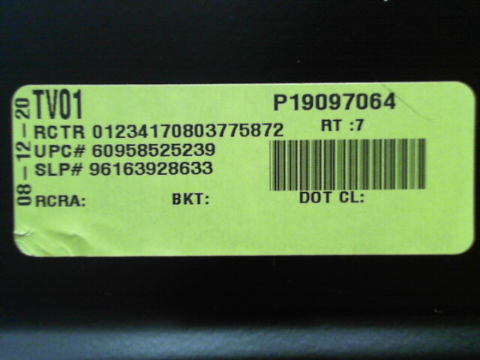 08-12-20
TV01
P19097064
RCTR 01234170803775872
RT :7
UPC# 60958525239
SLP# 96163928633
RCRA: BKT: DOT CL: